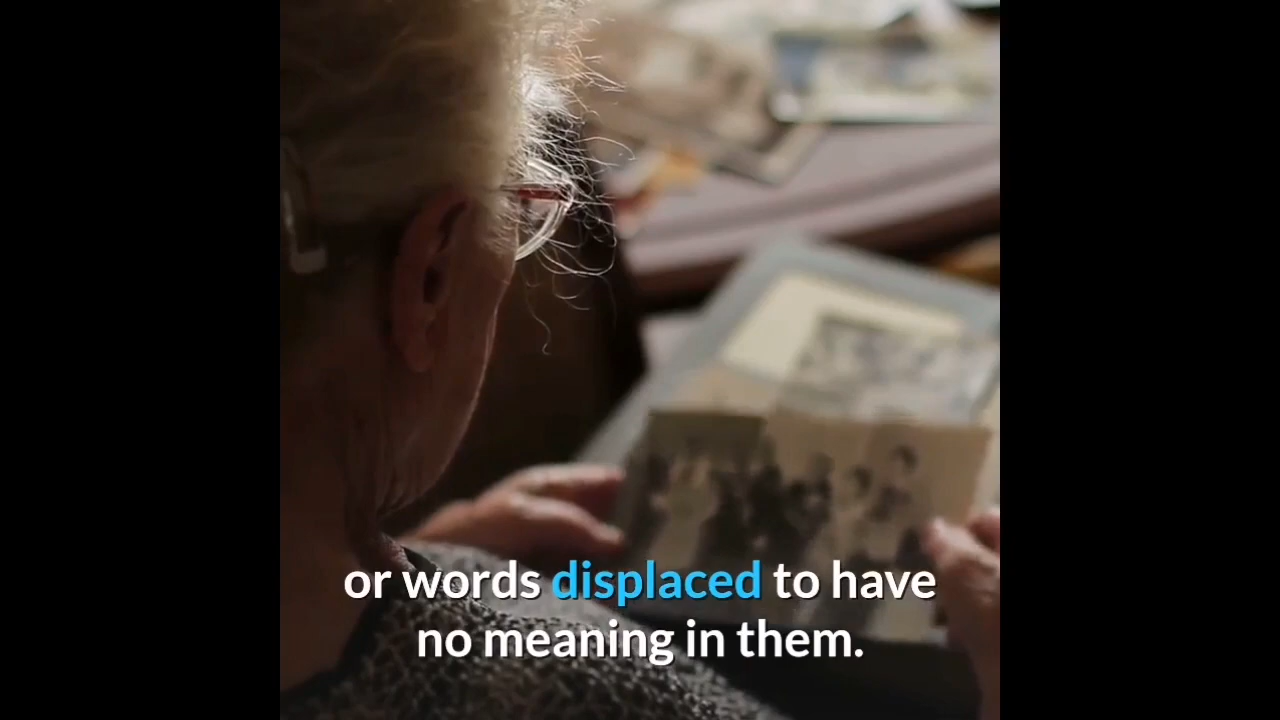 or words displaced to have
no meaning in them.